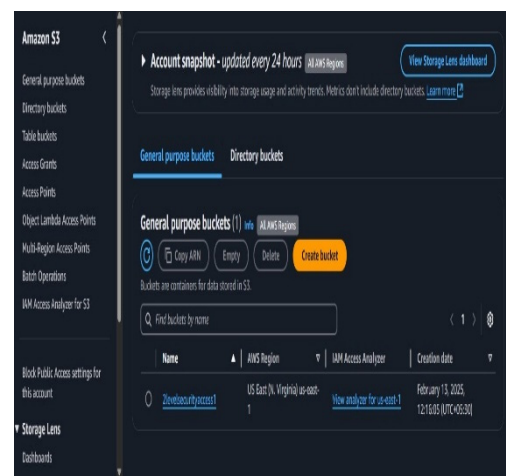 Amazon S3
General purpose buckets
Directory buckets
Table buckets
Access Grants
Access Points
Object Lambda Access Points
Multi-Region Access Points
Batch Operations
IAM Access Analyzer for S3
Block Public Access settings for
this account
Storage Lens
Dashboards
Account snapshot - updated every 24 hours All AWS Regions
View Storage Lens dashboard
Storage lens provides visibility into storage usage and activity trends. Metrics don't include directory buckets. Learn more
General purpose buckets Directory buckets
General purpose buckets (1) Info All AWS Regions
Copy ARN Empty Delete Create bucket
Buckets are containers for data stored in S3.
Find buckets by name
1
Name AWS Region IAM Access Analyzer Creation date
2levelsecurityaccess1
US East (N. Virginia) us-east-
1
View analyzer for us-east-1
February 13, 2025,
12:16:05 (UTC+05:30)